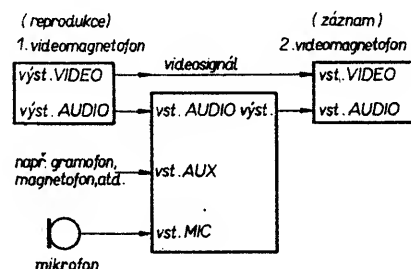 (reprodukce)
1. videomagnetofon
(záznam)
2. videomagnetofon
výst. VIDEO
videosignál
vst. VIDEO
výst. AUDIO
vst. AUDIO výst.
vst. AUDIO
např. gramofon,
magnetofon, atd.
vst. AUX
vst. MIC
mikrofon